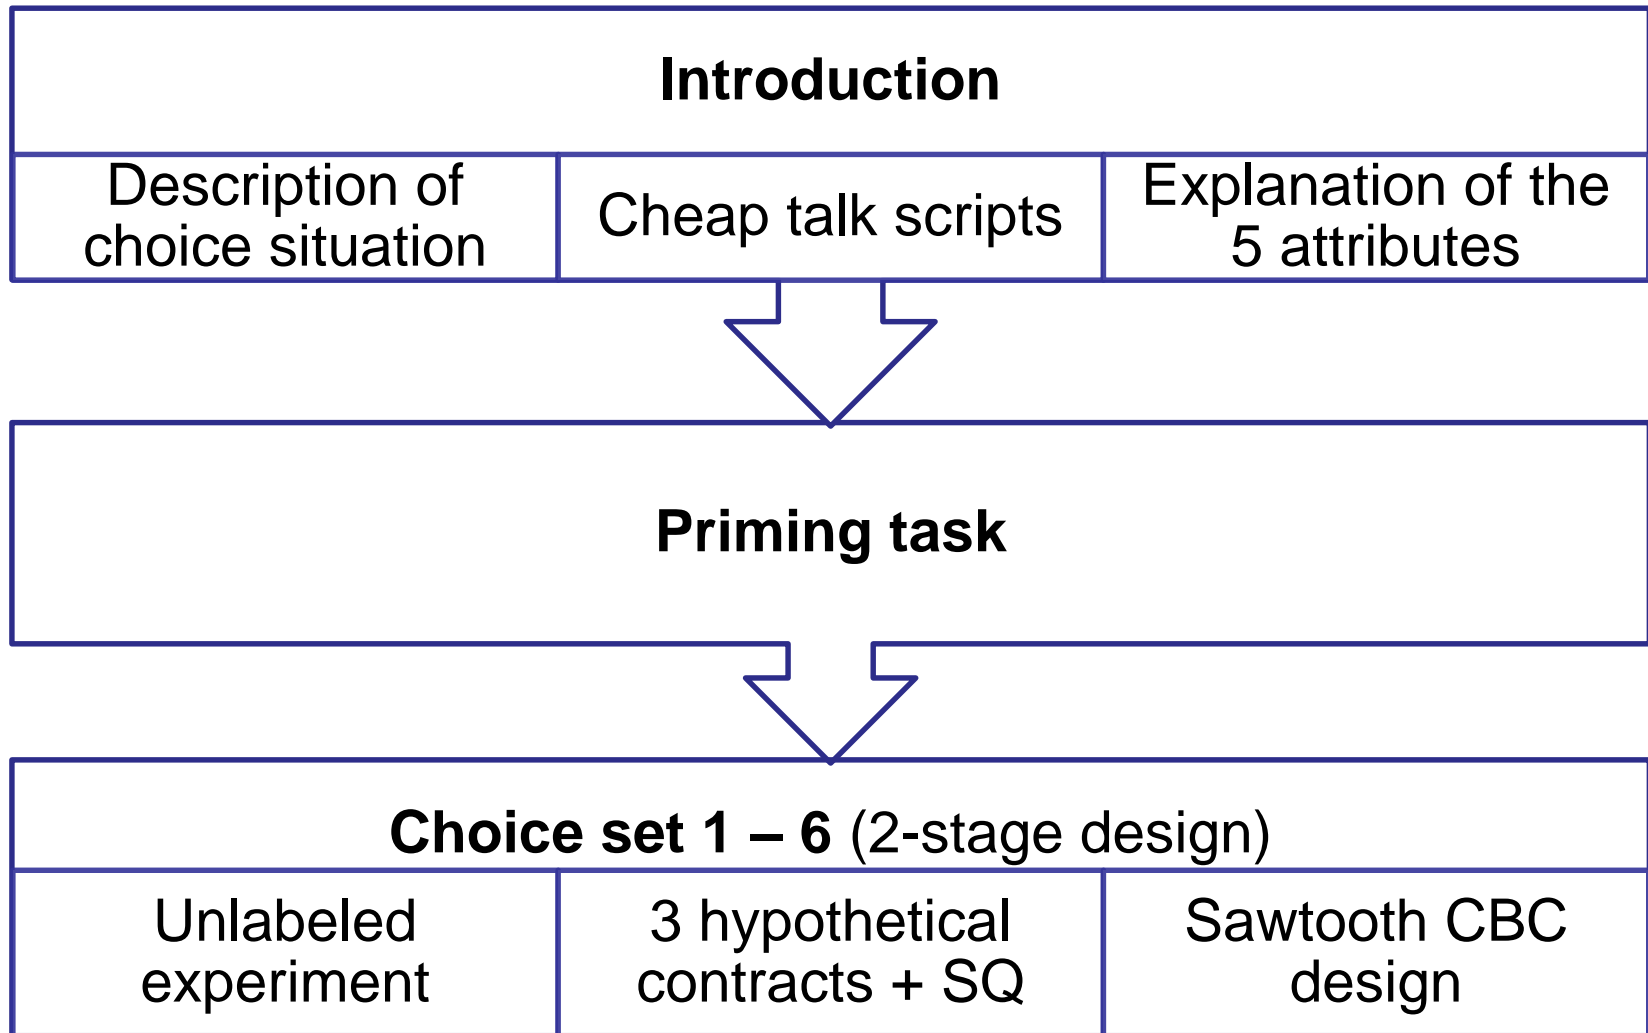 Introduction
Description of
choice situation
Cheap talk scripts
Explanation of the
5 attributes
Priming task
Choice set 1 – 6 (2-stage design)
Unlabeled
experiment
3 hypothetical
contracts + SQ
Sawtooth CBC
design